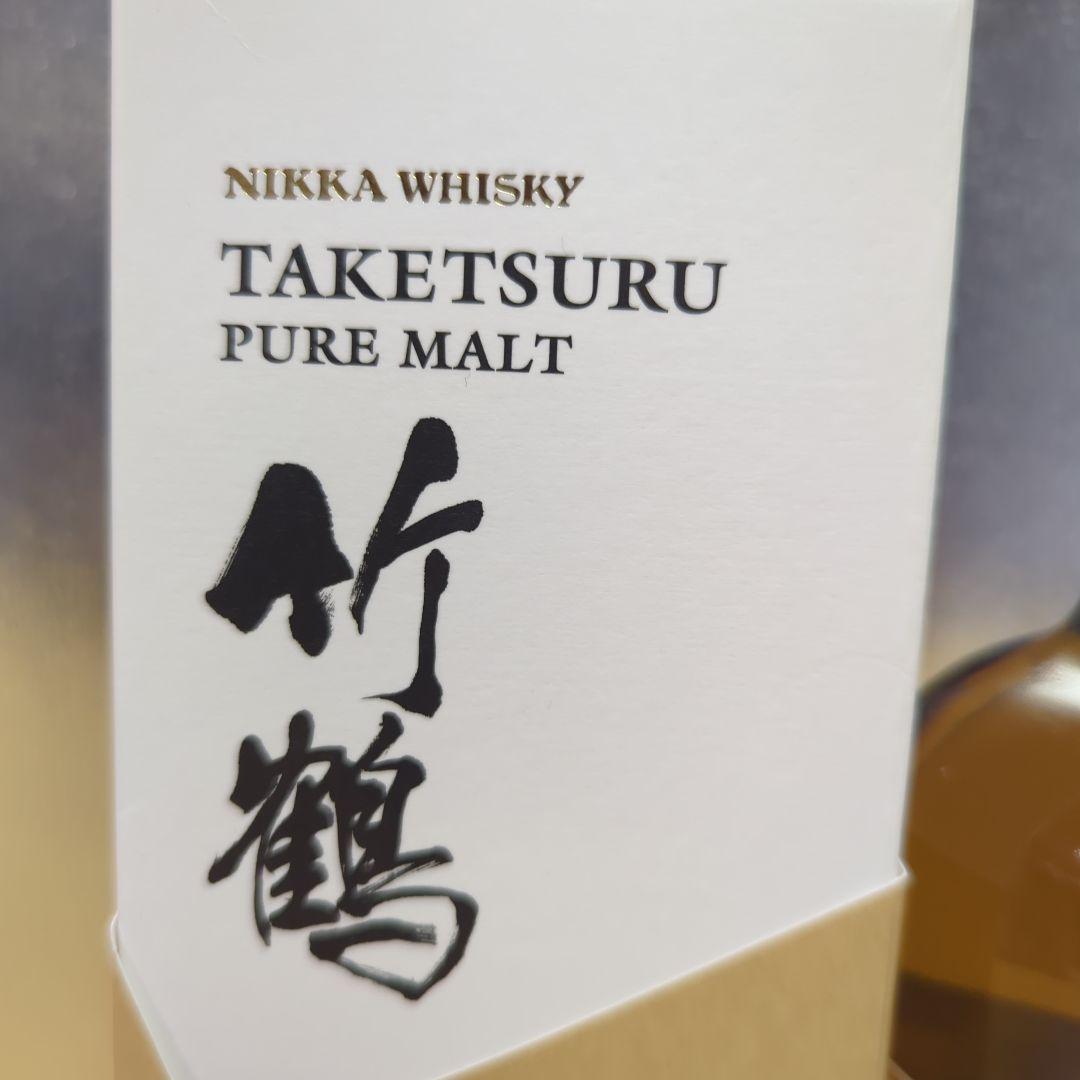 NIKKA WHISKY
TAKETSURU
PURE MALT
竹鶴